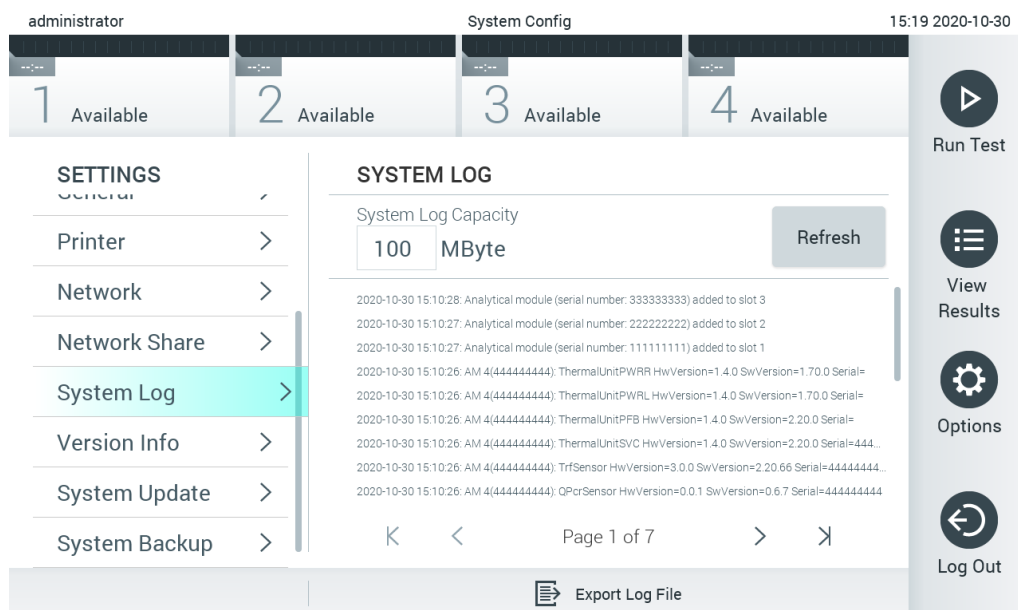 administrator
System Config
15:19 2020-10-30
--:--
1 Available
--:--
2 Available
--:--
3 Available
--:--
4 Available
Run Test
View
Results
Options
Log Out
SETTINGS
General
Printer
Network
Network Share
System Log
Version Info
System Update
System Backup
SYSTEM LOG
System Log Capacity
100 MByte
Refresh
2020-10-30 15:10:28: Analytical module (serial number: 333333333) added to slot 3
2020-10-30 15:10:27: Analytical module (serial number: 222222222) added to slot 2
2020-10-30 15:10:27: Analytical module (serial number: 111111111) added to slot 1
2020-10-30 15:10:26: AM 4(444444444): ThermalUnitPWRR HwVersion=1.4.0 SwVersion=1.70.0 Serial=
2020-10-30 15:10:26: AM 4(444444444): ThermalUnitPWRL HwVersion=1.4.0 SwVersion=1.70.0 Serial=
2020-10-30 15:10:26: AM 4(444444444): ThermalUnitPFB HwVersion=1.4.0 SwVersion=2.20.0 Serial=
2020-10-30 15:10:26: AM 4(444444444): ThermalUnitSVC HwVersion=1.4.0 SwVersion=2.20.0 Serial=444...
2020-10-30 15:10:26: AM 4(444444444): TrfSensor HwVersion=3.0.0 SwVersion=2.20.66 Serial=44444444...
2020-10-30 15:10:26: AM 4(444444444): QPcrSensor HwVersion=0.0.1 SwVersion=0.6.7 Serial=444444444
Page 1 of 7
Export Log File